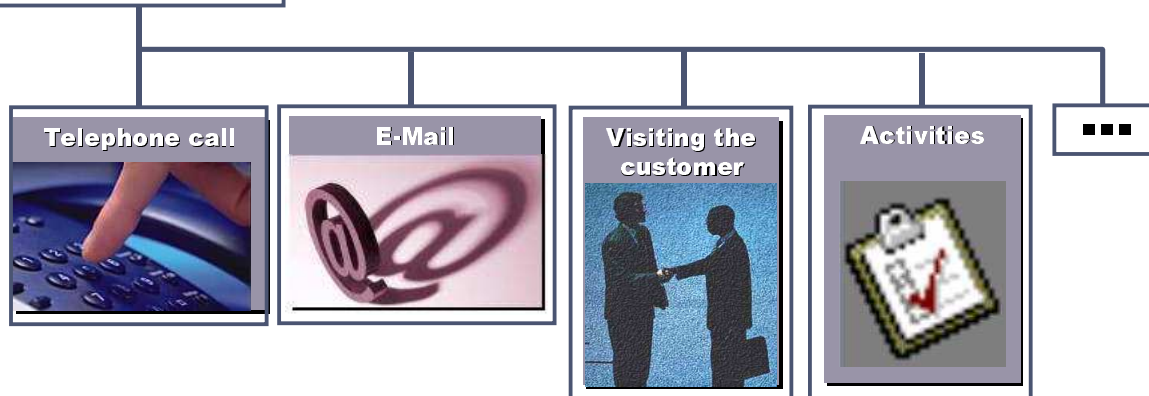 Telephone call
E-Mail
Visiting the
customer
Activities
...